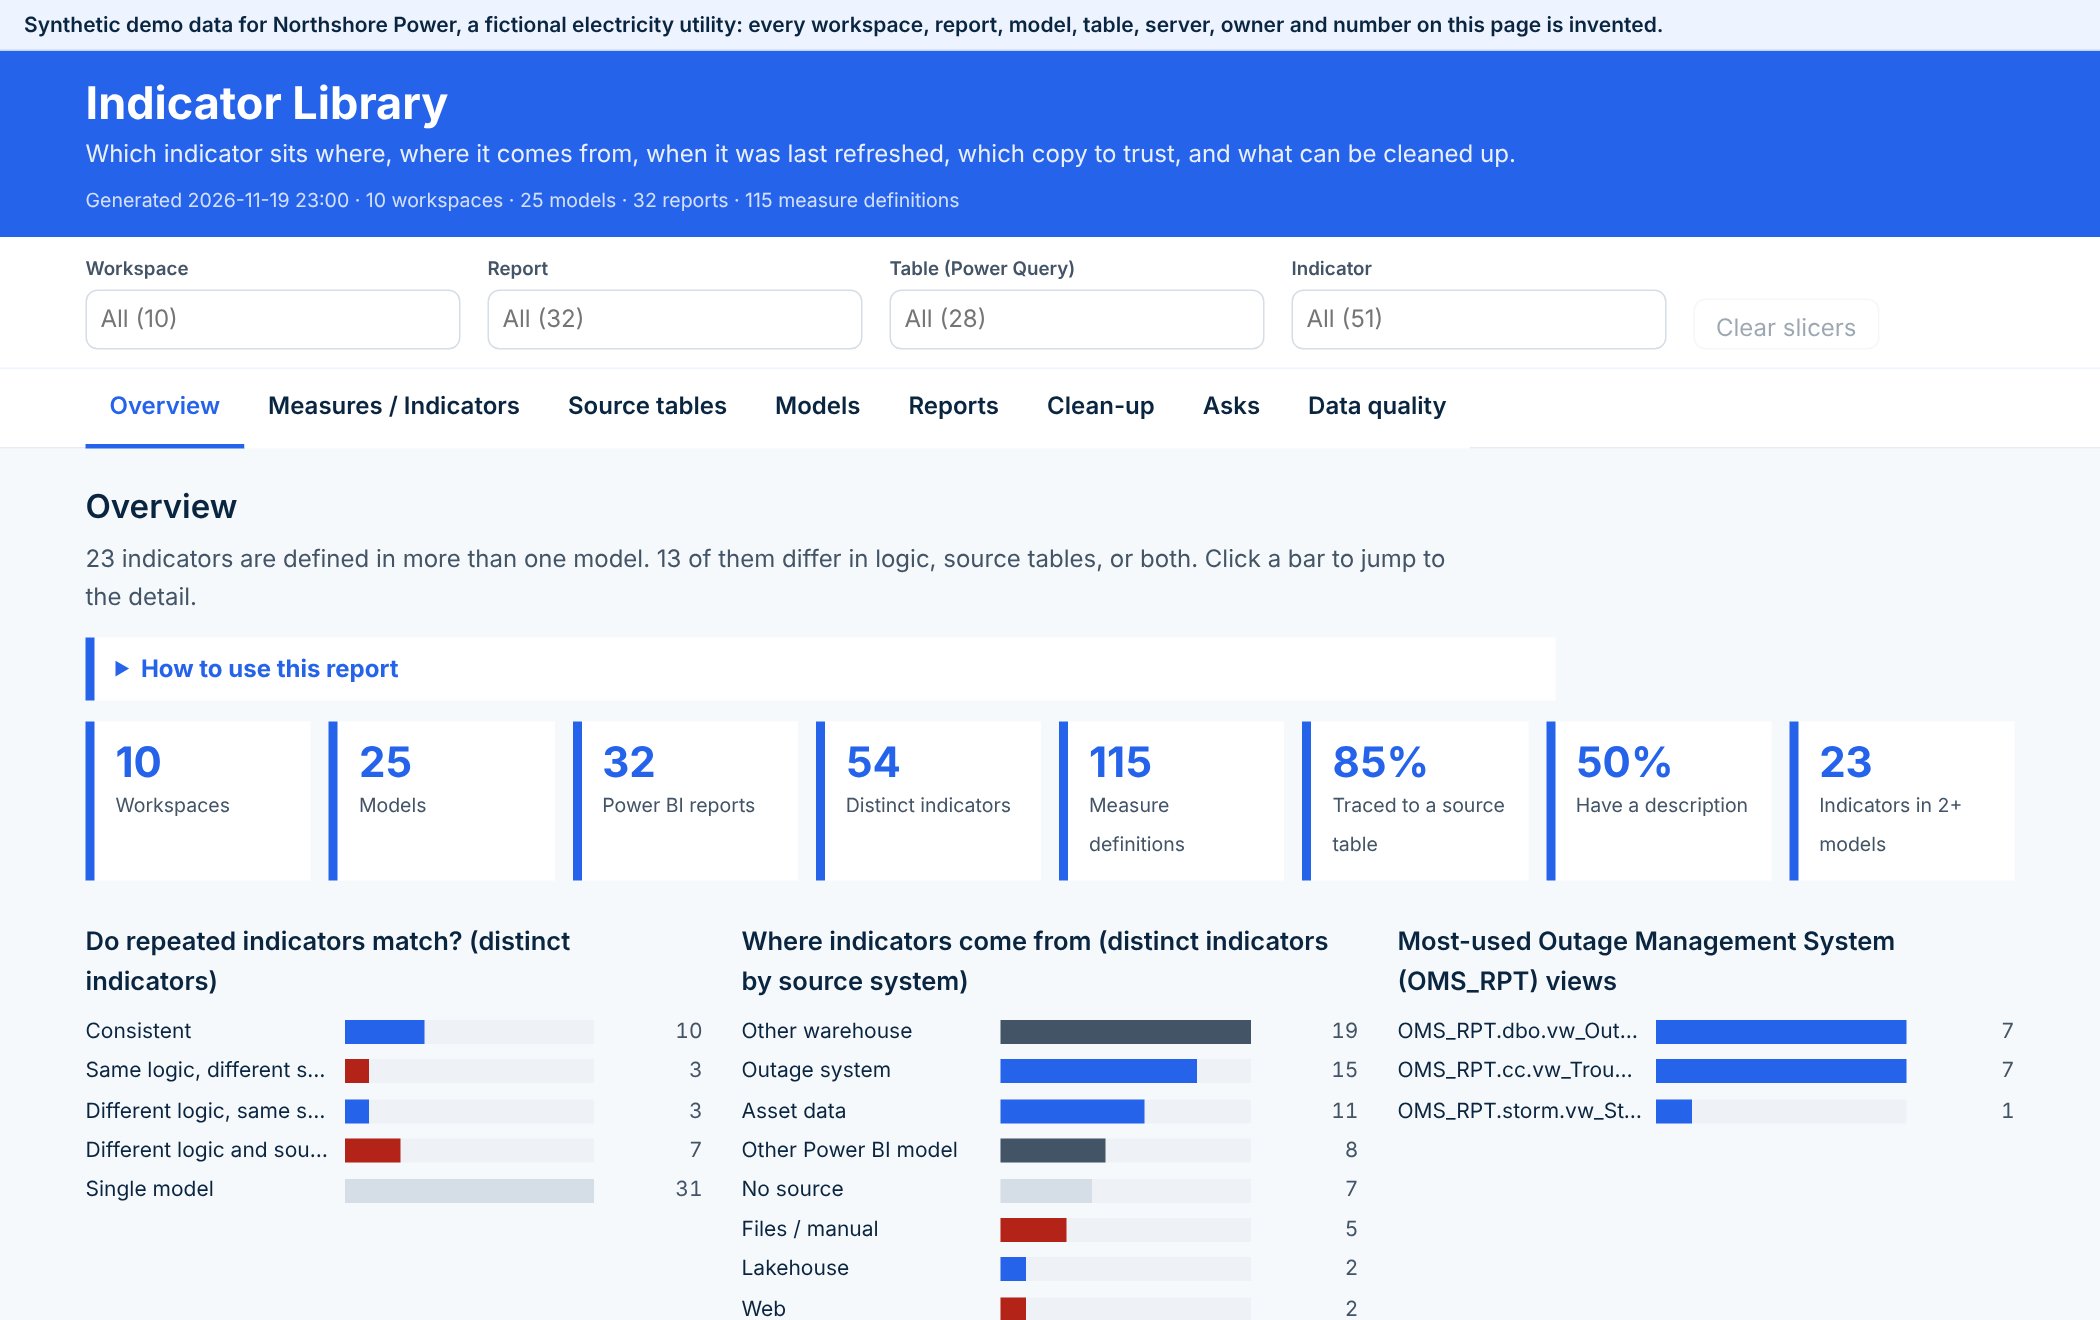 Synthetic demo data for Northshore Power, a fictional electricity utility: every workspace, report, model, table, server, owner and number on this page is invented.
Indicator Library
Which indicator sits where, where it comes from, when it was last refreshed, which copy to trust, and what can be cleaned up.
Generated 2026-11-19 23:00 · 10 workspaces · 25 models · 32 reports · 115 measure definitions
Workspace
All (10)
Report
All (32)
Table (Power Query)
All (28)
Indicator
All (51)
Clear slicers
Overview
Measures / Indicators
Source tables
Models
Reports
Clean-up
Asks
Data quality
Overview
23 indicators are defined in more than one model. 13 of them differ in logic, source tables, or both. Click a bar to jump to
the detail.
▶ How to use this report
10
Workspaces
25
Models
32
Power BI reports
54
Distinct indicators
115
Measure
definitions
85%
Traced to a source
table
50%
Have a description
23
Indicators in 2+
models
Do repeated indicators match? (distinct
indicators)
Consistent 10
Same logic, different s... 3
Different logic, same s... 3
Different logic and sou... 7
Single model 31
Where indicators come from (distinct indicators
by source system)
Other warehouse 19
Outage system 15
Asset data 11
Other Power BI model 8
No source 7
Files / manual 5
Lakehouse 2
Web 2
Most-used Outage Management System
(OMS_RPT) views
OMS_RPT.dbo.vw_Out... 7
OMS_RPT.cc.vw_Trou... 7
OMS_RPT.storm.vw_St... 1